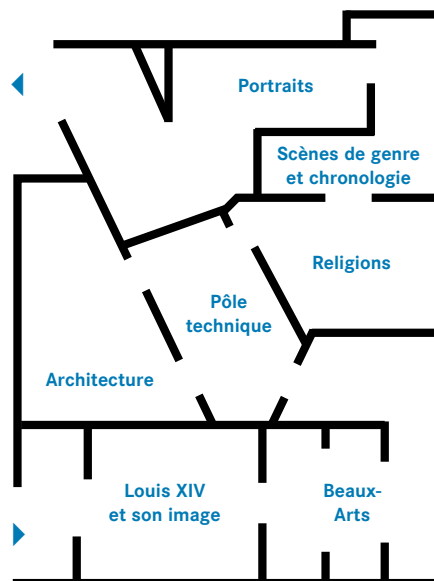 Portraits
Scènes de genre
et chronologie
Religions
Pôle
technique
Architecture
Louis XIV
et son image
Beaux-
Arts